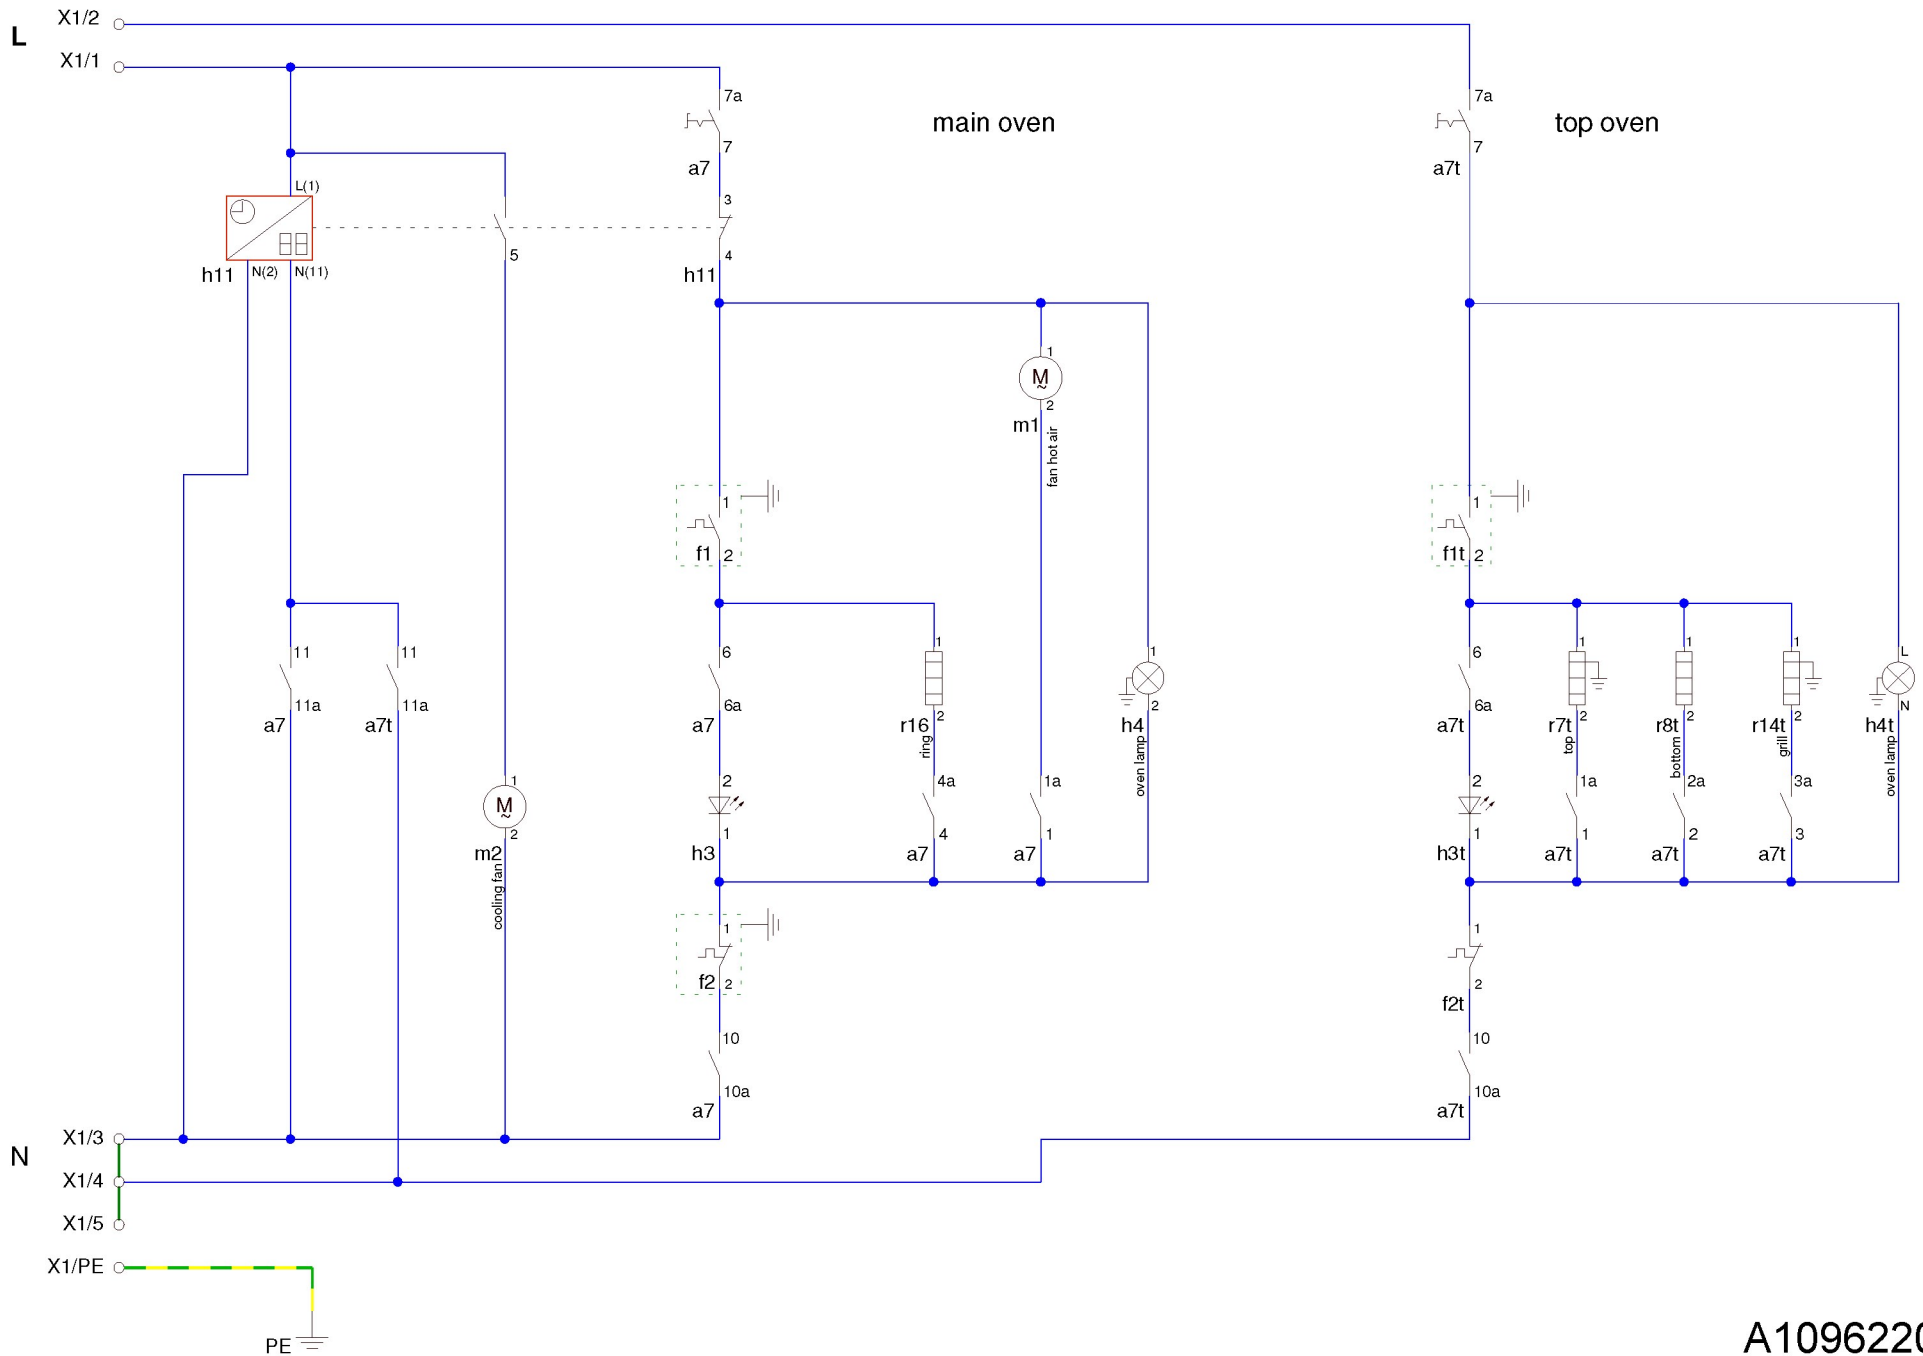 X1/2
L
X1/1
7a
7a
main oven
top oven
7
7
a7
a7t
L(1)
3
5
4
h11
N(2)
N(11)
h11
1
M
~
2
m1
fan hot air
1
1
f1
2
f1t
2
11
11
6
1
1
6
1
1
1
L
11a
11a
6a
2
2
6a
2
2
2
N
a7
a7t
a7
r16
h4
a7t
r7t
r8t
r14t
h4t
ring
oven lamp
top
bottom
grill
oven lamp
1
2
4a
1a
2
1a
2a
3a
M
~
2
1
4
1
1
1
2
3
m2
h3
a7
a7
h3t
a7t
a7t
a7t
cooling fan
1
1
f2
2
2
f2t
10
10
10a
10a
a7
a7t
X1/3
N
X1/4
X1/5
X1/PE
PE